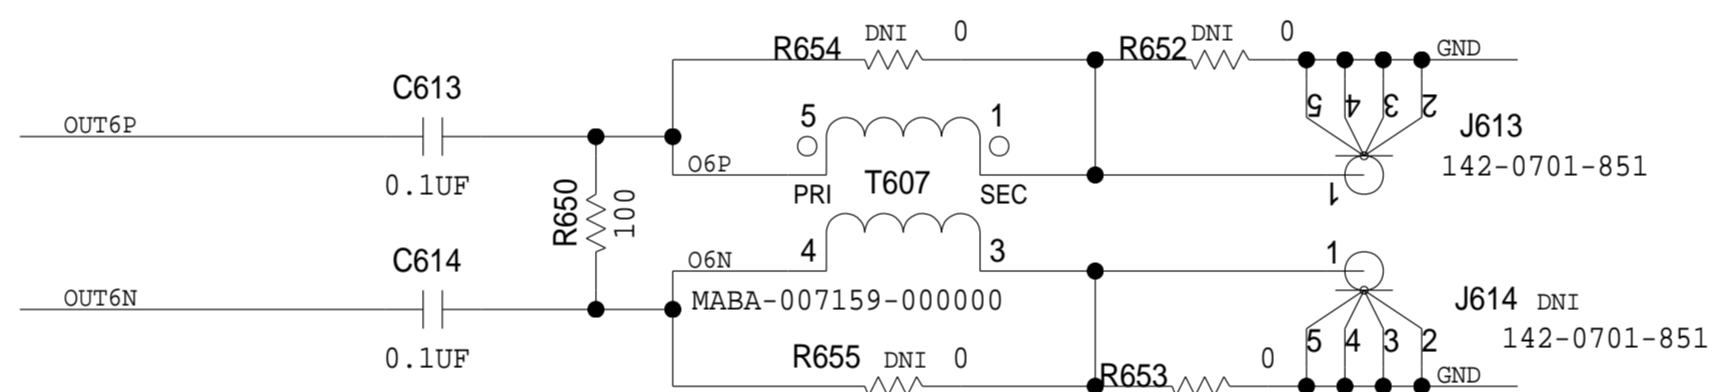 R654 DNI 0 R652 DNI 0 GND
C613
5 1 5 4 3 2
OUT6P J613
O6P 142-0701-851
0.1UF PRI T607 SEC 1
R650 100
C614 4 3 1
O6N
OUT6N MABA-007159-000000 J614 DNI
142-0701-851
5 4 3 2
0.1UF R655 DNI 0 R653 0 GND